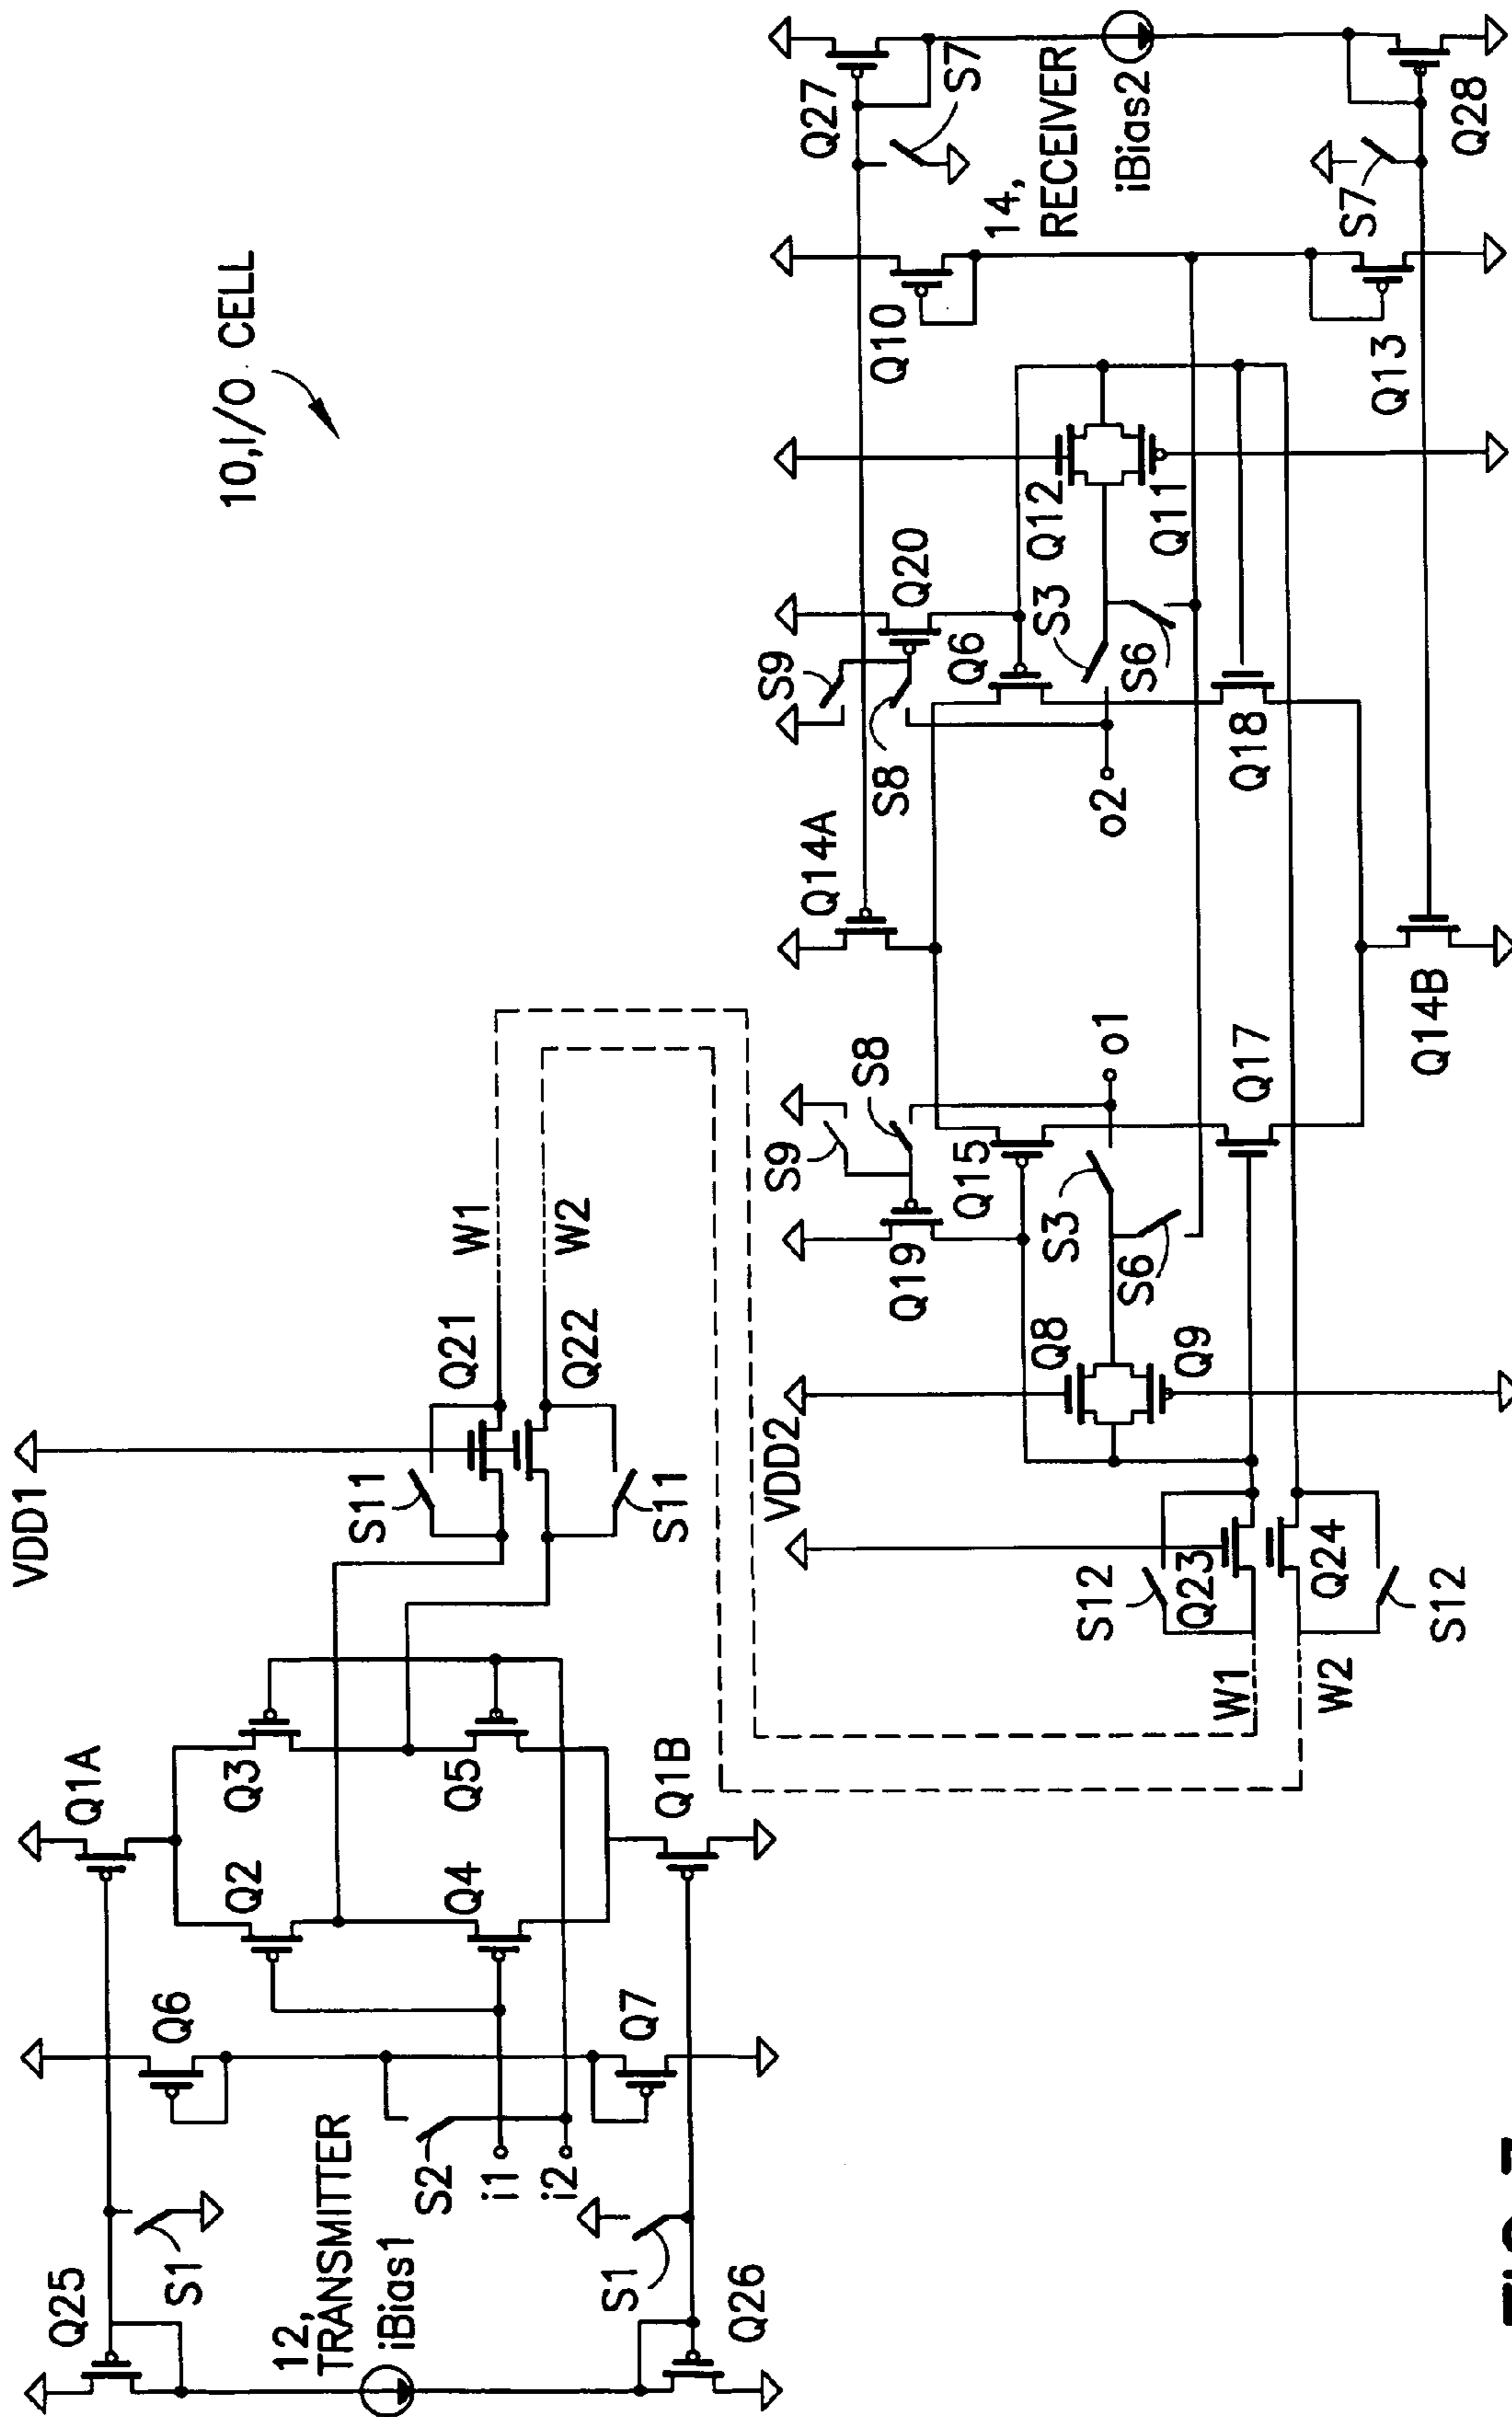 10,I/O CELL
VDD1
Q25
S1
Q6
Q1A
Q2
Q3
12,
TRANSMITTER
iBias1
S2
i1
i2
Q4
Q5
S1
Q7
Q26
Q1B
S11
Q21
W1
Q22
W2
S11
VDD2
S9
S8
Q14A
S9
Q20
Q27
S7
Q19
Q15
S8
Q6
Q10
14,
RECEIVER
iBias2
Q8
S3
o1
o2
S3
Q12
S6
S6
Q11
Q9
S12
Q23
W1
Q17
Q18
Q13
S7
Q28
W2
Q24
S12
Q14B